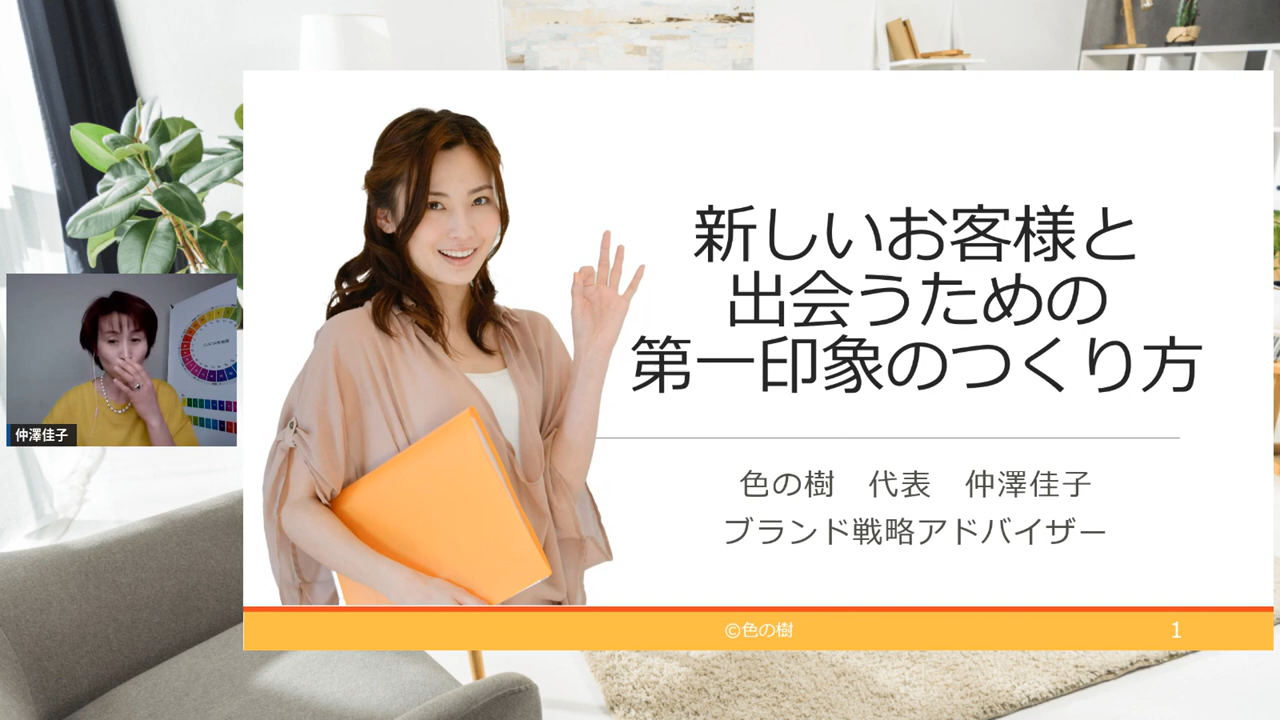 新しいお客様と
出会うための
第一印象のつくり方
色の樹　代表　仲澤佳子
ブランド戦略アドバイザー
仲澤佳子
©色の樹
1